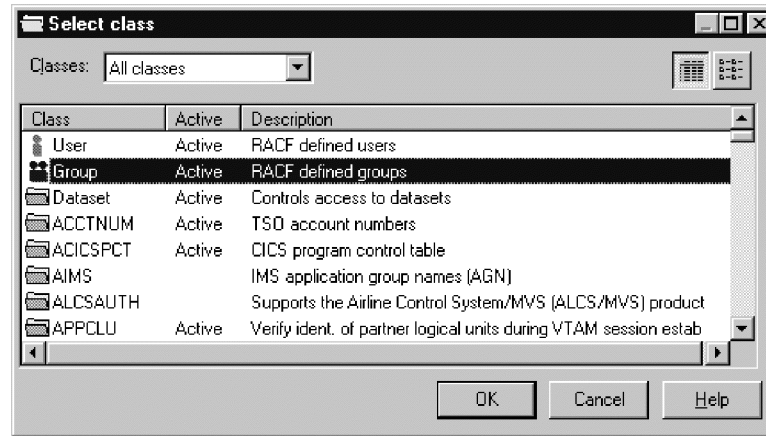 Select class
Classes: All classes
Class Active Description
User Active RACF defined users
Group Active RACF defined groups
Dataset Active Controls access to datasets
ACCTNUM Active TSO account numbers
ACICSPCT Active CICS program control table
AIMS IMS application group names (AGN)
ALCSAUTH Supports the Airline Control System/MVS (ALCS/MVS) product
APPCLU Active Verify ident. of partner logical units during VTAM session estab
OK Cancel Help